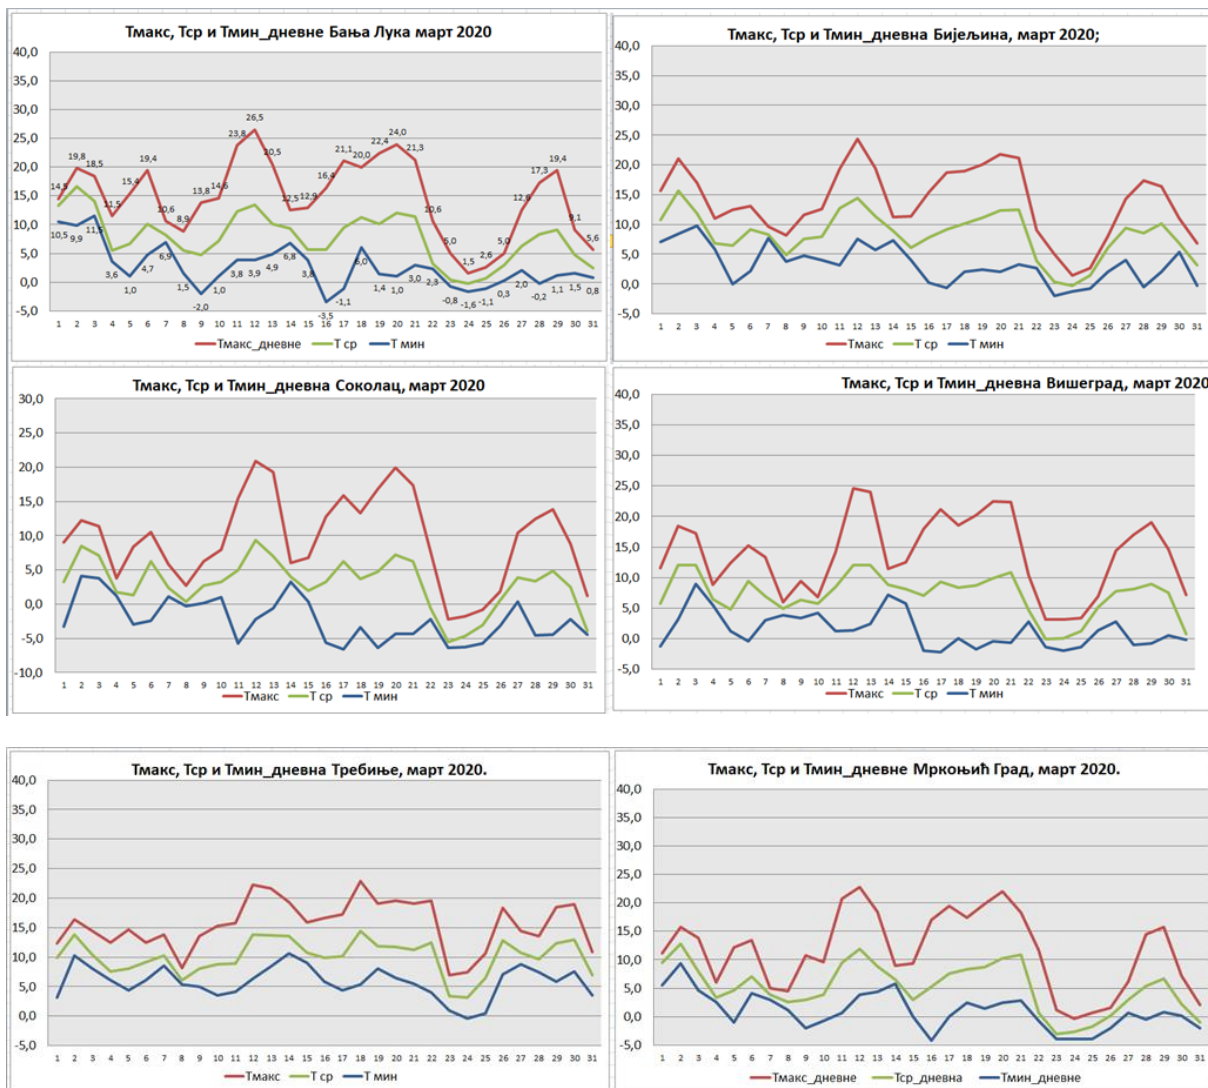 Тмакс, Тср и Тмин_дневне Бања Лука март 2020
40,0
35,0
30,0
25,0
20,0
15,0
10,0
5,0
0,0
-5,0
14,5 19,8 18,5 11,5 15,4 19,4 10,6 8,9 13,8 14,6 23,8 26,5 20,5 12,5 12,9 16,4 21,1 20,0 22,4 24,0 21,3 10,6 5,0 1,5 2,6 5,0 12,6 17,3 19,4 9,1 5,6
10,5 9,9 11,5 3,6 1,0 4,7 6,9 1,5 -2,0 1,0 3,8 3,9 4,9 6,8 3,8 -3,5 -1,1 6,0 1,4 1,0 3,0 2,3 -0,8 -1,6 -1,1 0,3 2,0 -0,2 1,1 1,5 0,8
1 2 3 4 5 6 7 8 9 10 11 12 13 14 15 16 17 18 19 20 21 22 23 24 25 26 27 28 29 30 31
Тмакс_дневне Т ср Т мин
Тмакс, Тср и Тмин_дневна Бијељина, март 2020;
40,0
35,0
30,0
25,0
20,0
15,0
10,0
5,0
0,0
-5,0
1 2 3 4 5 6 7 8 9 10 11 12 13 14 15 16 17 18 19 20 21 22 23 24 25 26 27 28 29 30 31
Тмакс Т ср Т мин
Тмакс, Тср и Тмин_дневна Соколац, март 2020
30,0
25,0
20,0
15,0
10,0
5,0
0,0
-5,0
-10,0
1 2 3 4 5 6 7 8 9 10 11 12 13 14 15 16 17 18 19 20 21 22 23 24 25 26 27 28 29 30 31
Тмакс Т ср Т мин
Тмакс, Тср и Тмин_дневна Вишеград, март 2020
40,0
35,0
30,0
25,0
20,0
15,0
10,0
5,0
0,0
-5,0
1 2 3 4 5 6 7 8 9 10 11 12 13 14 15 16 17 18 19 20 21 22 23 24 25 26 27 28 29 30 31
Тмакс Т ср Т мин
Тмакс, Тср и Тмин_дневна Требиње, март 2020.
40,0
35,0
30,0
25,0
20,0
15,0
10,0
5,0
0,0
-5,0
1 2 3 4 5 6 7 8 9 10 11 12 13 14 15 16 17 18 19 20 21 22 23 24 25 26 27 28 29 30 31
Тмакс Т ср Т мин
Тмакс, Тср и Тмин_дневне Мркоњић Град, март 2020.
40,0
35,0
30,0
25,0
20,0
15,0
10,0
5,0
0,0
-5,0
1 2 3 4 5 6 7 8 9 10 11 12 13 14 15 16 17 18 19 20 21 22 23 24 25 26 27 28 29 30 31
Тмакс_дневне Тср_дневна Тмин_дневне